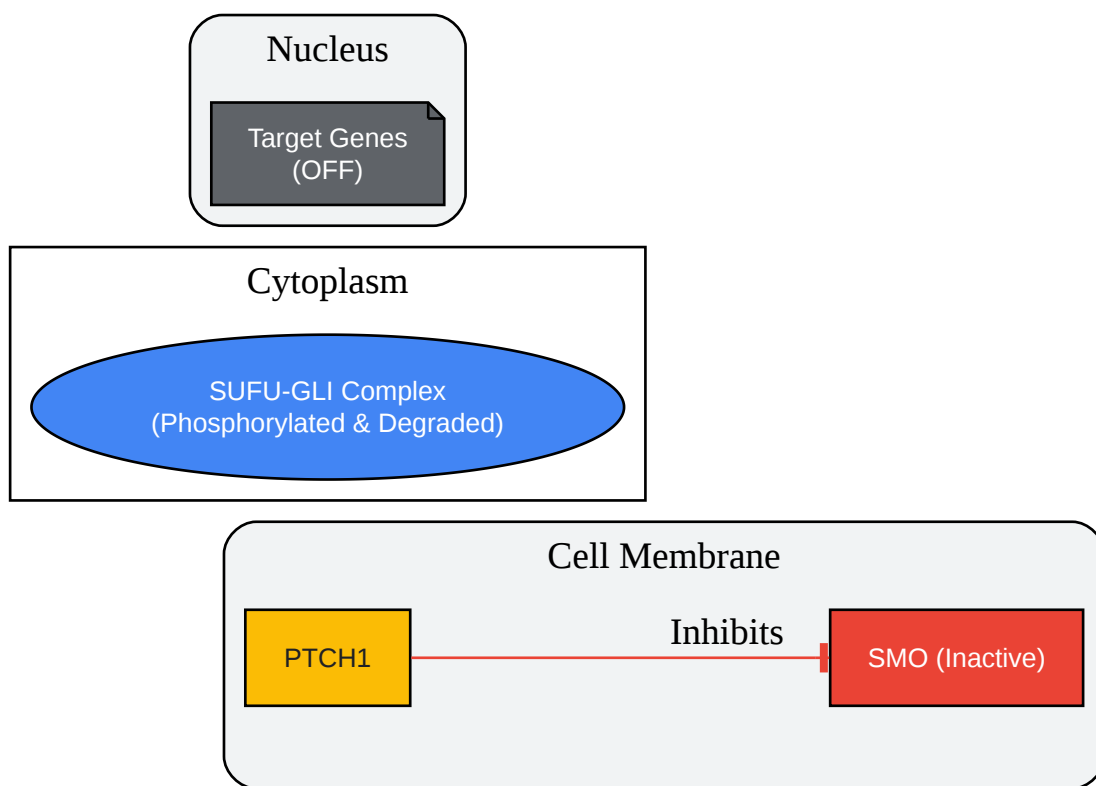 Nucleus
Target Genes
(OFF)
Cytoplasm
SUFU-GLI Complex
(Phosphorylated & Degraded)
Cell Membrane
PTCH1
Inhibits
SMO (Inactive)